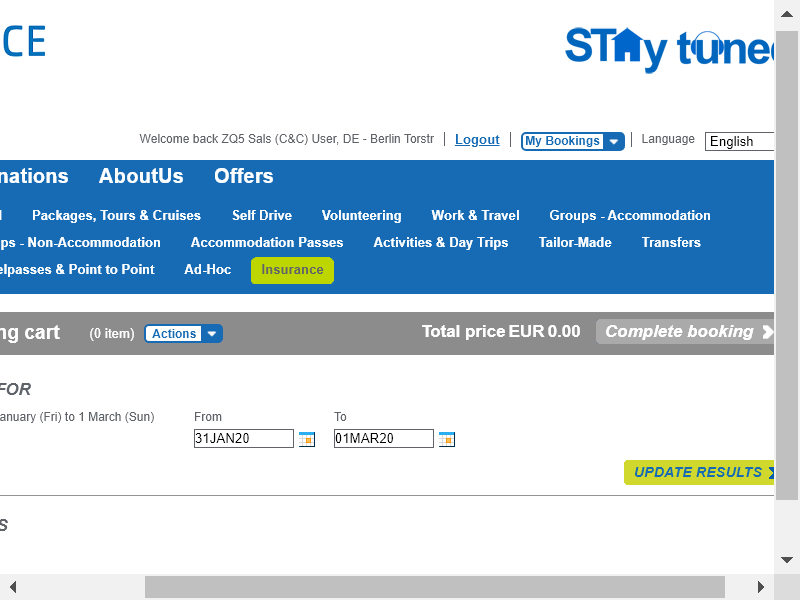 CE
STAy tuned
Welcome back ZQ5 Sals (C&C) User, DE - Berlin Torstr
Logout
My Bookings
Language
English
nations AboutUs Offers
Packages, Tours & Cruises Self Drive Volunteering Work & Travel Groups - Accommodation
ps - Non-Accommodation Accommodation Passes Activities & Day Trips Tailor-Made Transfers
elpasses & Point to Point Ad-Hoc Insurance
ng cart (0 item) Actions Total price EUR 0.00 Complete booking
FOR
anuary (Fri) to 1 March (Sun) From To
31JAN20 01MAR20
UPDATE RESULTS
S